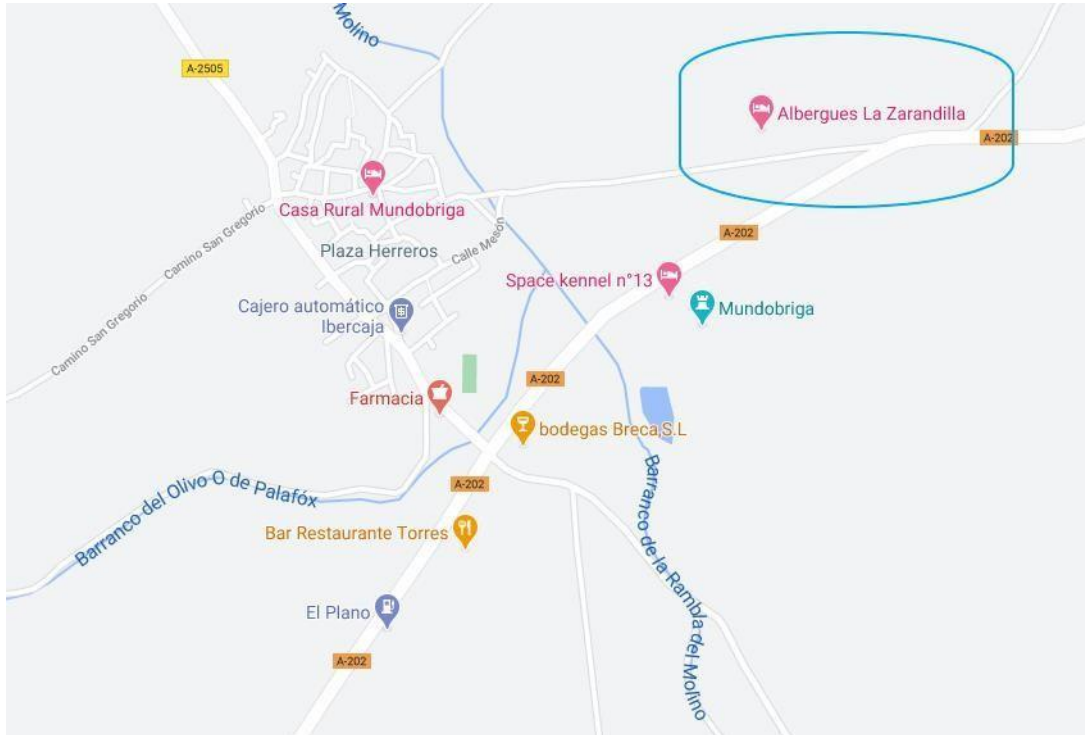 Molino
A-2505
Albergues La Zarandilla
A-202
Casa Rural Mundobriga
Camino San Gregorio
Camino San Gregorio
Plaza Herreros
Calle Mesón
A-202
Space kennel n°13
Mundobriga
Cajero automático
Ibercaja
A-202
Farmacia
bodegas Breca,S.L
Barranco del Olivo O de Palafóx
A-202
Barranco de la Rambla del Molino
Bar Restaurante Torres
El Plano
A-202